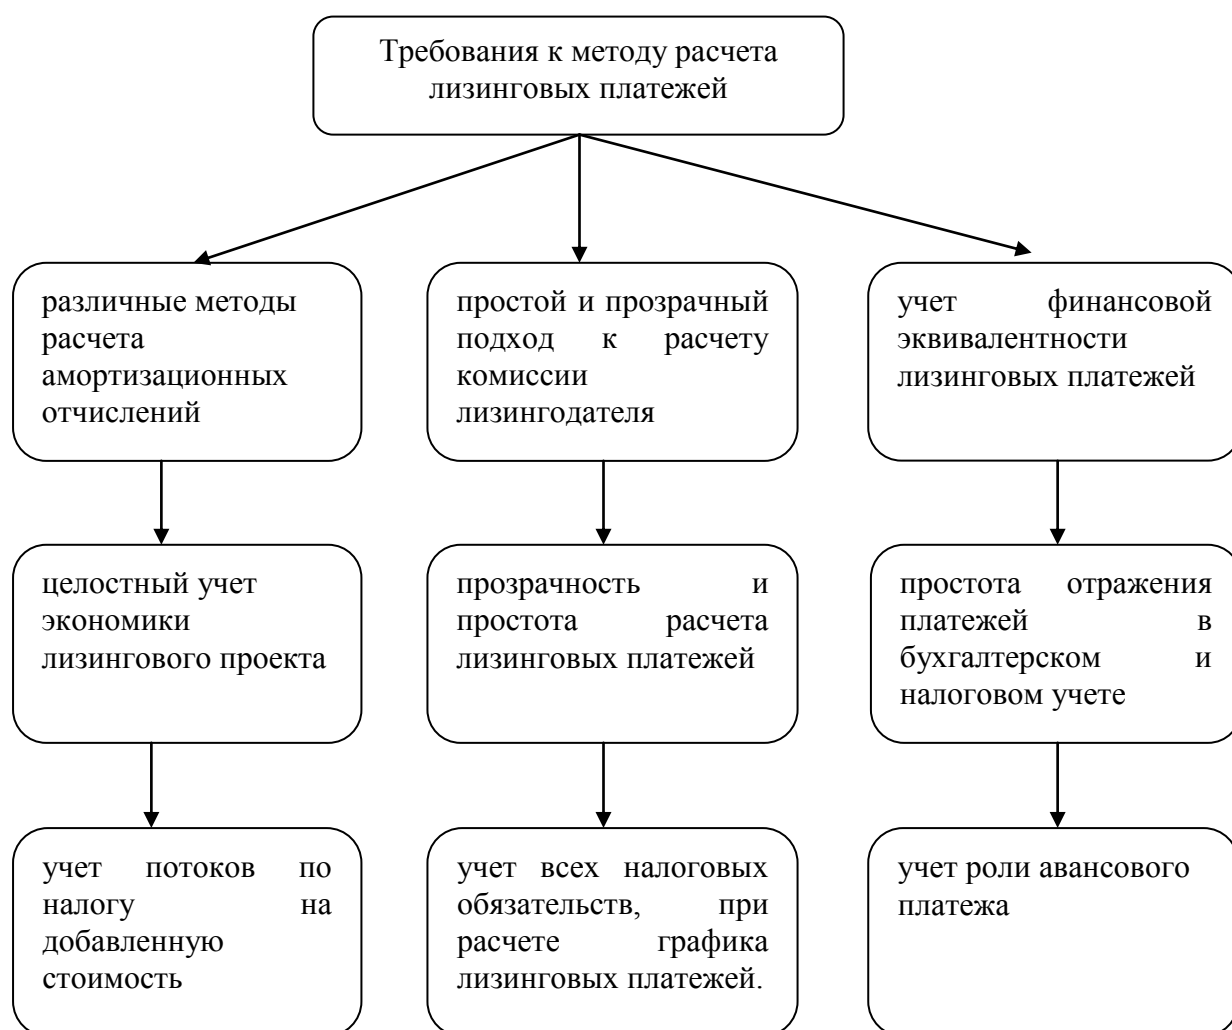 Требования к методу расчета
лизинговых платежей
различные методы
расчета
амортизационных
отчислений
простой и прозрачный
подход к расчету
комиссии
лизингодателя
учет финансовой
эквивалентности
лизинговых платежей
целостный учет
экономики
лизингового проекта
прозрачность и
простота расчета
лизинговых платежей
простота отражения
платежей в
бухгалтерском и
налоговом учете
учет потоков по
налогу на
добавленную
стоимость
учет всех налоговых
обязательств, при
расчете графика
лизинговых платежей.
учет роли авансового
платежа